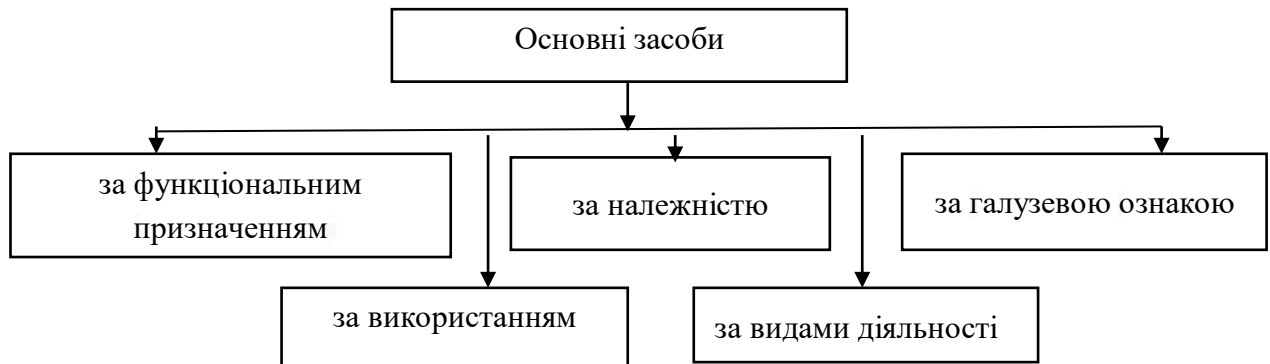 Основні засоби
за функціональним
призначенням
за належністю
за галузевою ознакою
за використанням
за видами діяльності